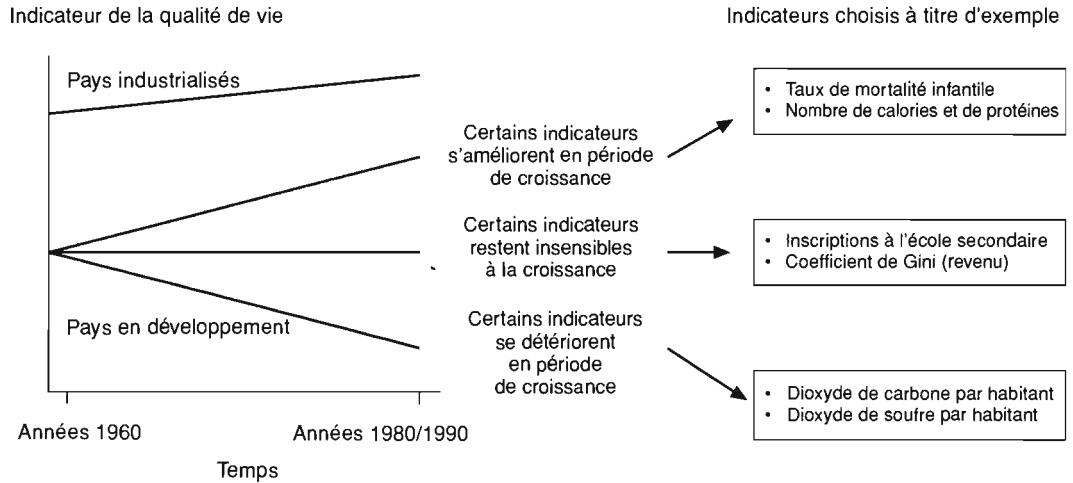 Indicateur de la qualité de vie
Indicateurs choisis à titre d'exemple
Pays industrialisés
Certains indicateurs
s'améliorent en période
de croissance
• Taux de mortalité infantile
• Nombre de calories et de protéines
Certains indicateurs
restent insensibles
à la croissance
• Inscriptions à l'école secondaire
• Coefficient de Gini (revenu)
Pays en développement
Certains indicateurs
se détériorent
en période
de croissance
• Dioxyde de carbone par habitant
• Dioxyde de soufre par habitant
Années 1960
Années 1980/1990
Temps